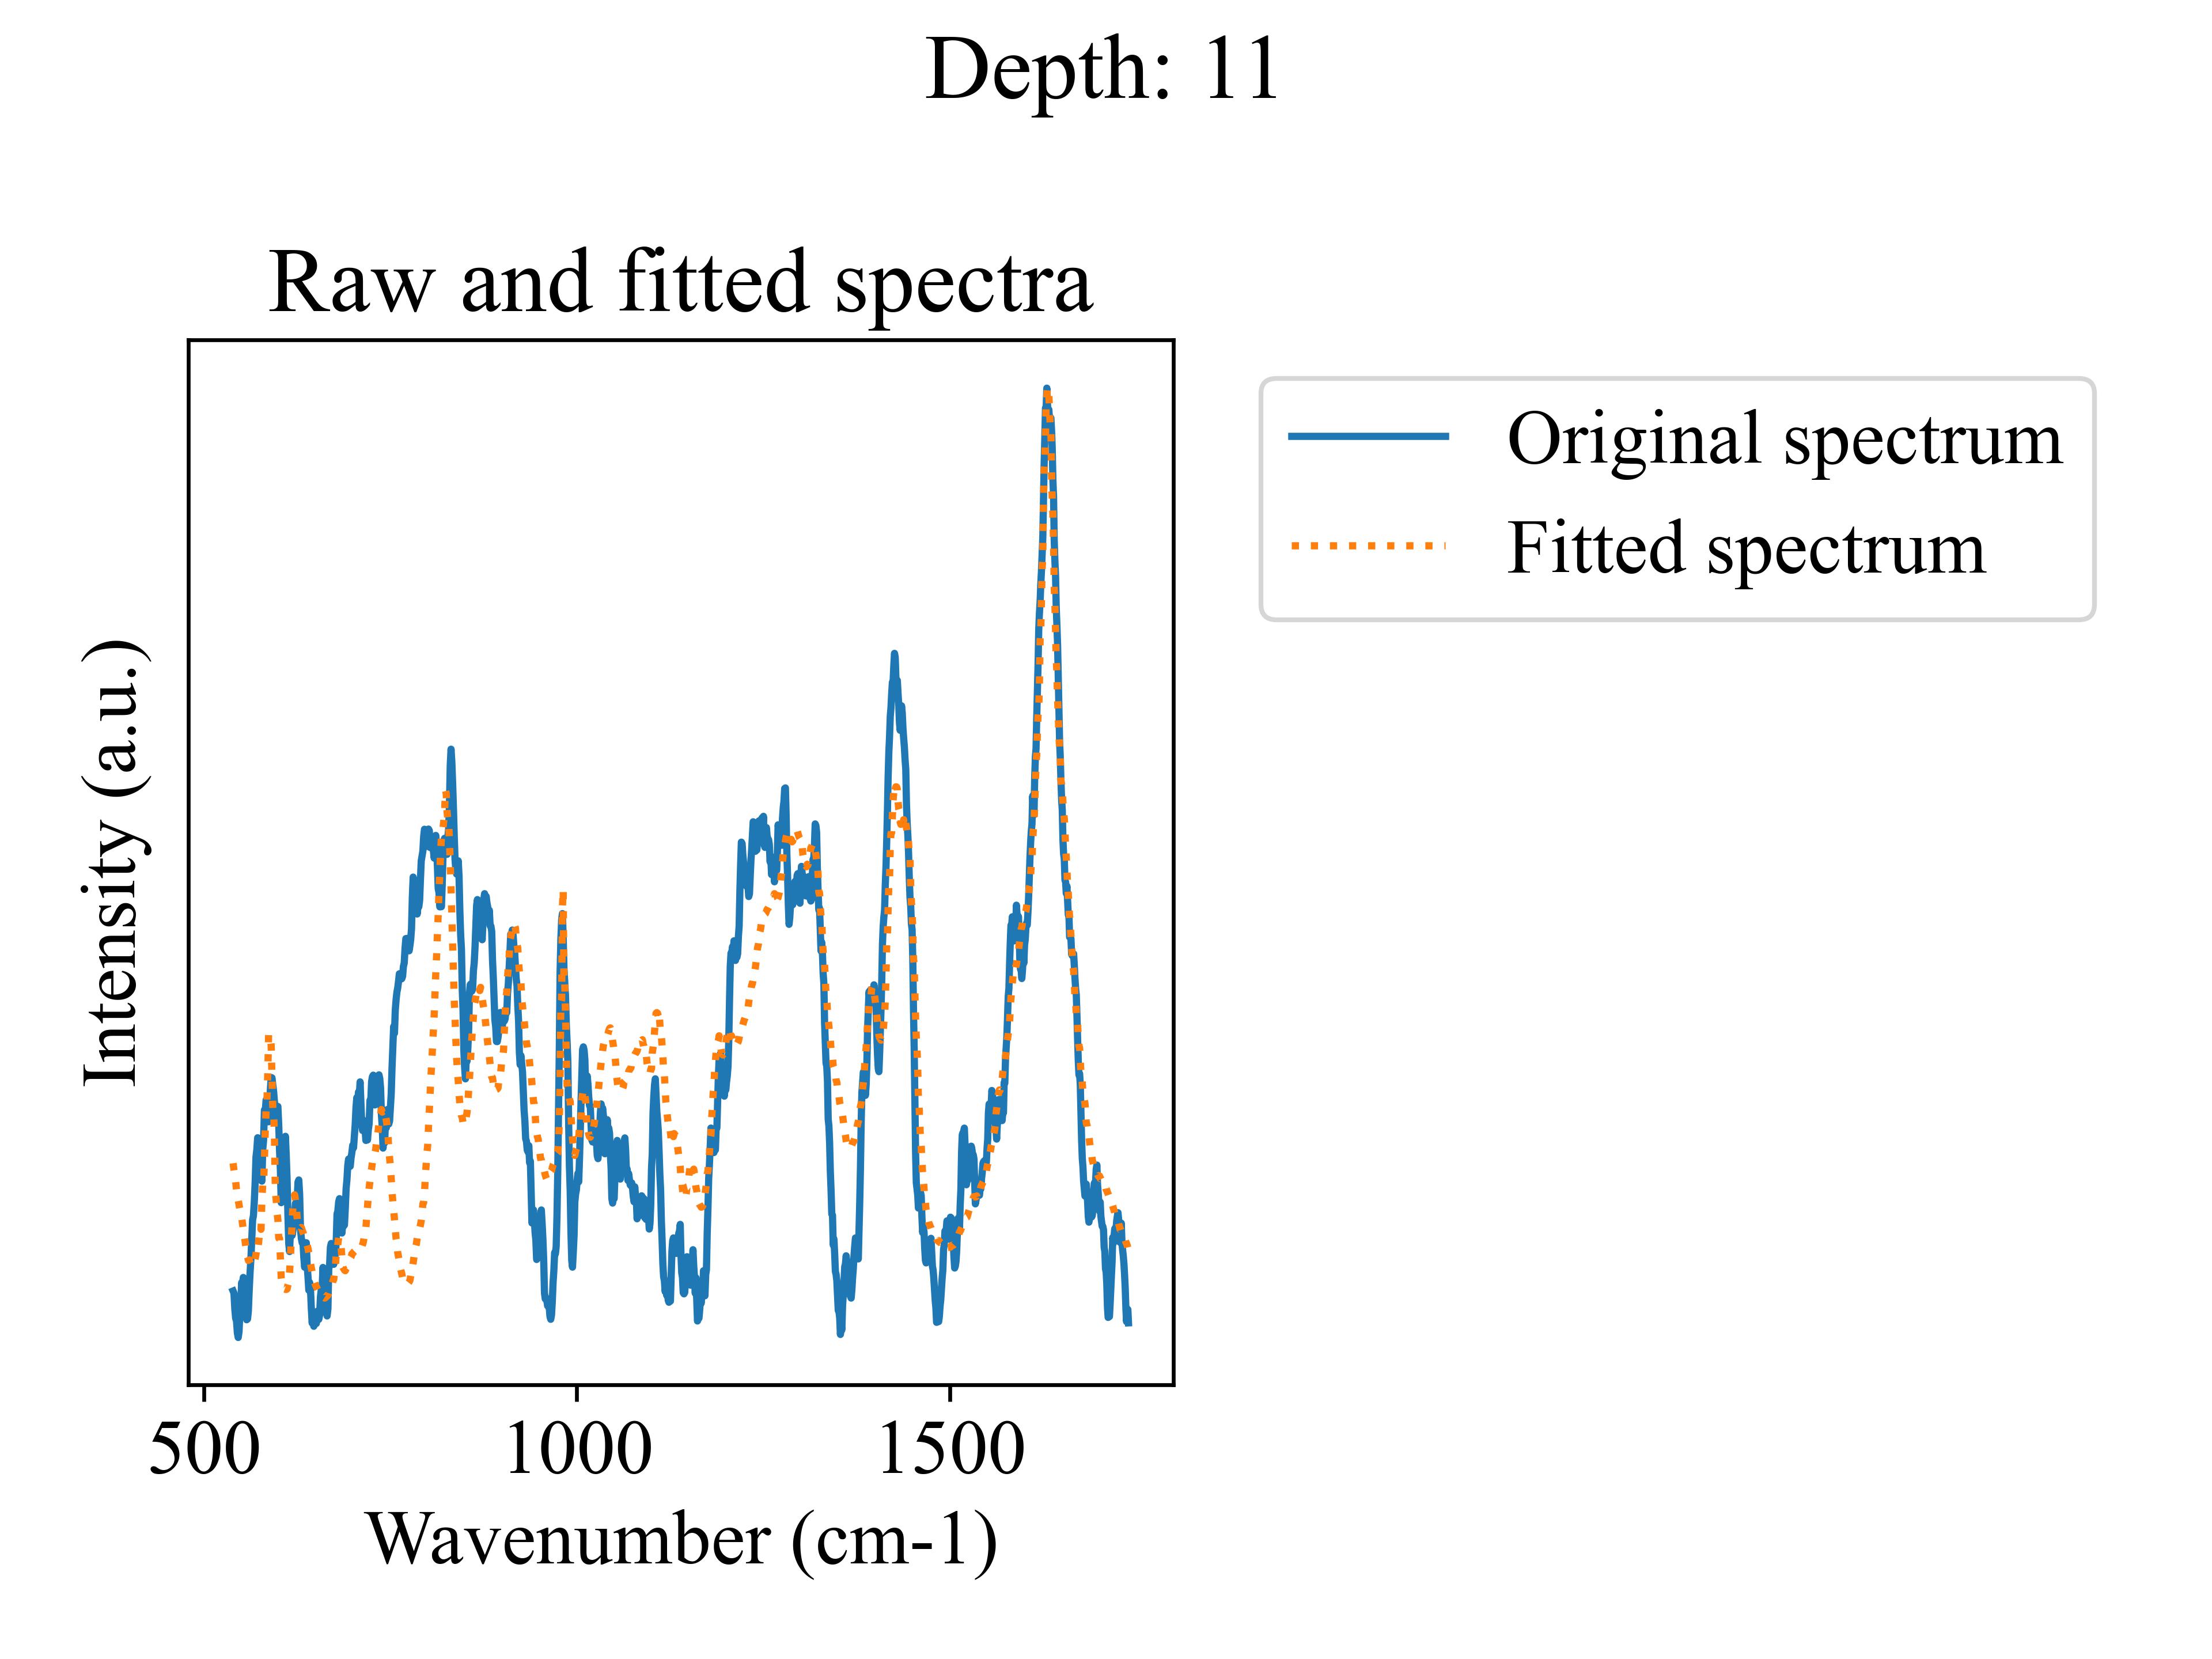 Depth: 11
Raw and fitted spectra
Original spectrum
Fitted spectrum
Intensity (a.u.)
500 1000 1500
Wavenumber (cm-1)